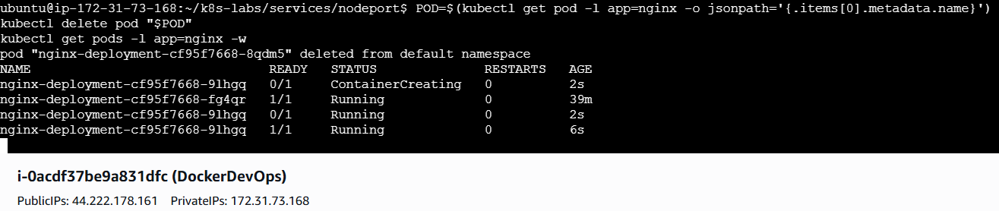 ubuntu@ip-172-31-73-168:~/k8s-labs/services/nodeport$ POD=$(kubectl get pod -l app=nginx -o jsonpath='{.items[0].metadata.name}')
kubectl delete pod "$POD"
kubectl get pods -l app=nginx -w
pod "nginx-deployment-cf95f7668-8qdm5" deleted from default namespace
NAME                               READY   STATUS              RESTARTS   AGE
nginx-deployment-cf95f7668-9lhgq   0/1     ContainerCreating   0          2s
nginx-deployment-cf95f7668-fg4qr   1/1     Running             0          39m
nginx-deployment-cf95f7668-9lhgq   0/1     Running             0          2s
nginx-deployment-cf95f7668-9lhgq   1/1     Running             0          6s
i-0acdf37be9a831dfc (DockerDevOps)
PublicIPs: 44.222.178.161    PrivateIPs: 172.31.73.168